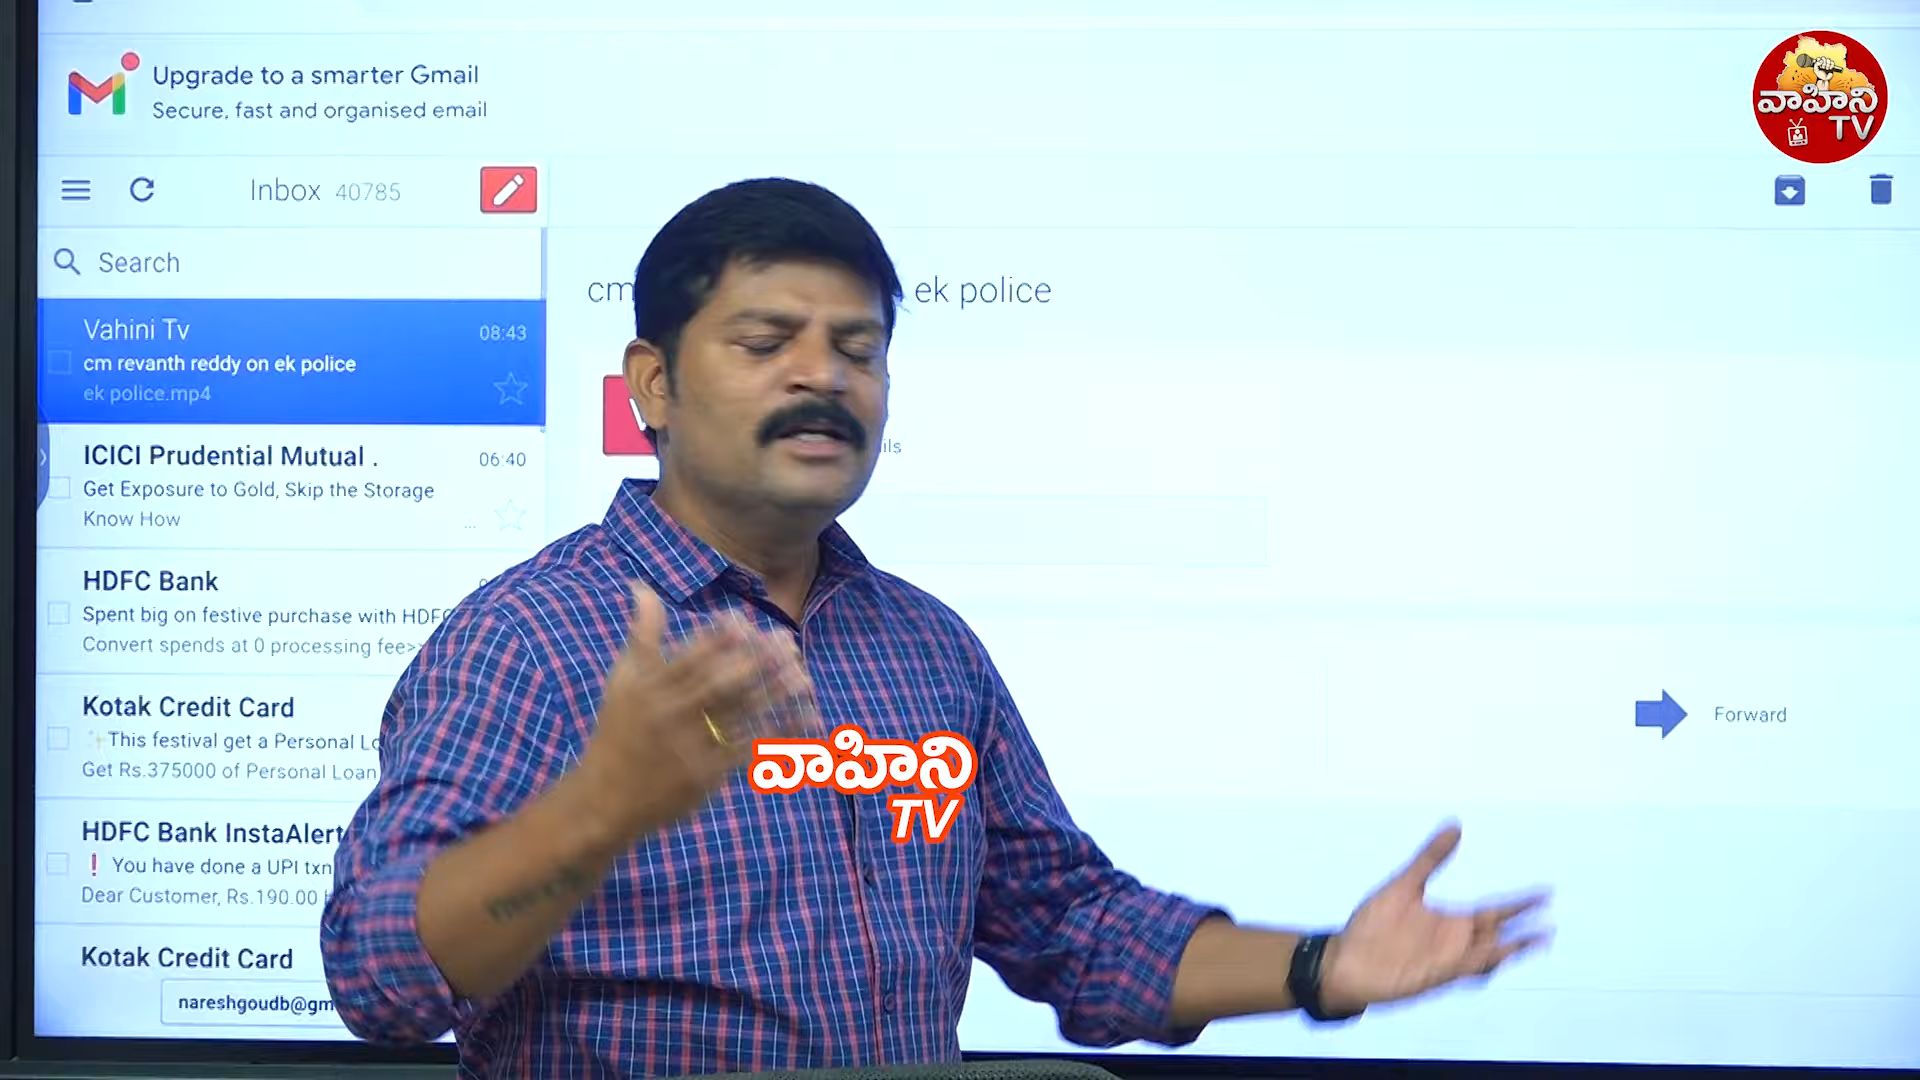 Upgrade to a smarter Gmail
Secure, fast and organised email
వాహిని
TV
Inbox 40785
Search
cm
ek police
Vahini Tv 08:43
cm revanth reddy on ek police
ek police.mp4
ils
ICICI Prudential Mutual . 06:40
Get Exposure to Gold, Skip the Storage
Know How ...
HDFC Bank
Spent big on festive purchase with HDFC
Convert spends at 0 processing fee>
Kotak Credit Card
This festival get a Personal Lo
Get Rs.375000 of Personal Loan
Forward
వాహిని
TV
HDFC Bank InstaAlert
❗ You have done a UPI txn
Dear Customer, Rs.190.00
Kotak Credit Card
nareshgoudb@gm